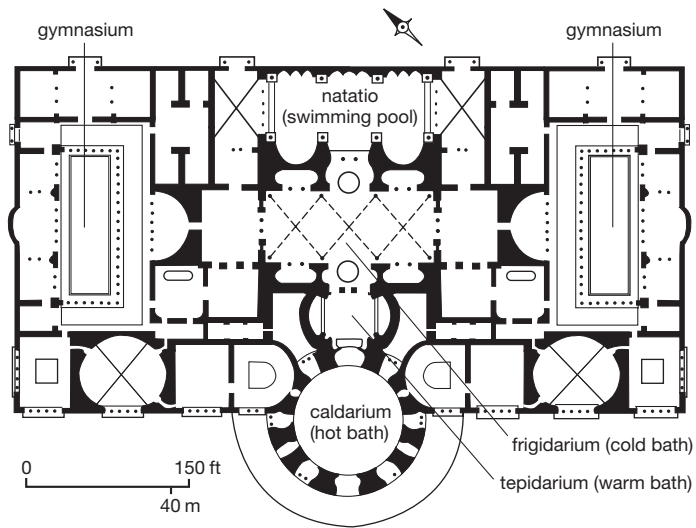 gymnasium
gymnasium
natatio
(swimming pool)
caldarium
(hot bath)
frigidarium (cold bath)
tepidarium (warm bath)
0
150 ft
40 m